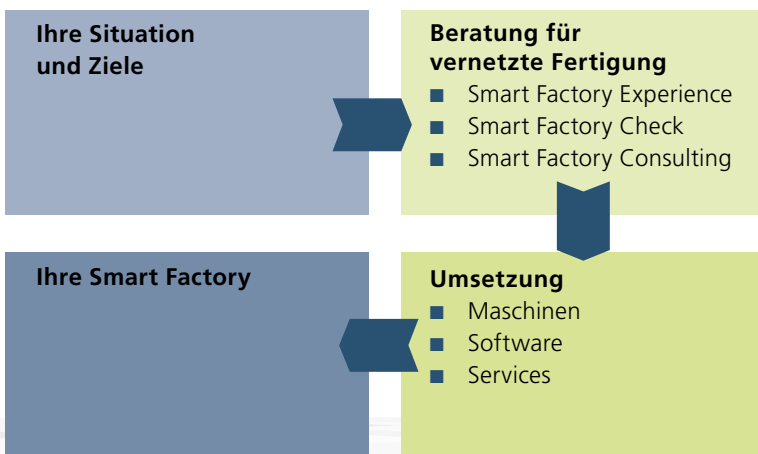 Ihre Situation
und Ziele
Beratung für
vernetzte Fertigung
■ Smart Factory Experience
■ Smart Factory Check
■ Smart Factory Consulting
Ihre Smart Factory
Umsetzung
■ Maschinen
■ Software
■ Services